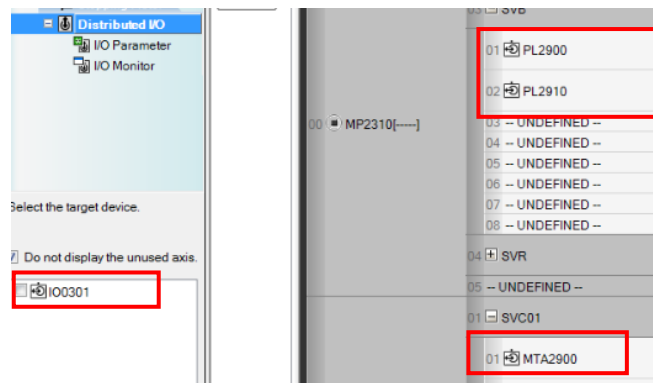 Distributed I/O
I/O Parameter
I/O Monitor
Select the target device.
Do not display the unused axis.
IO0301
00 MP2310[-----]
03 SVB
01 PL2900
02 PL2910
03 -- UNDEFINED --
04 -- UNDEFINED --
05 -- UNDEFINED --
06 -- UNDEFINED --
07 -- UNDEFINED --
08 -- UNDEFINED --
04 SVR
05 -- UNDEFINED --
01 SVC01
01 MTA2900